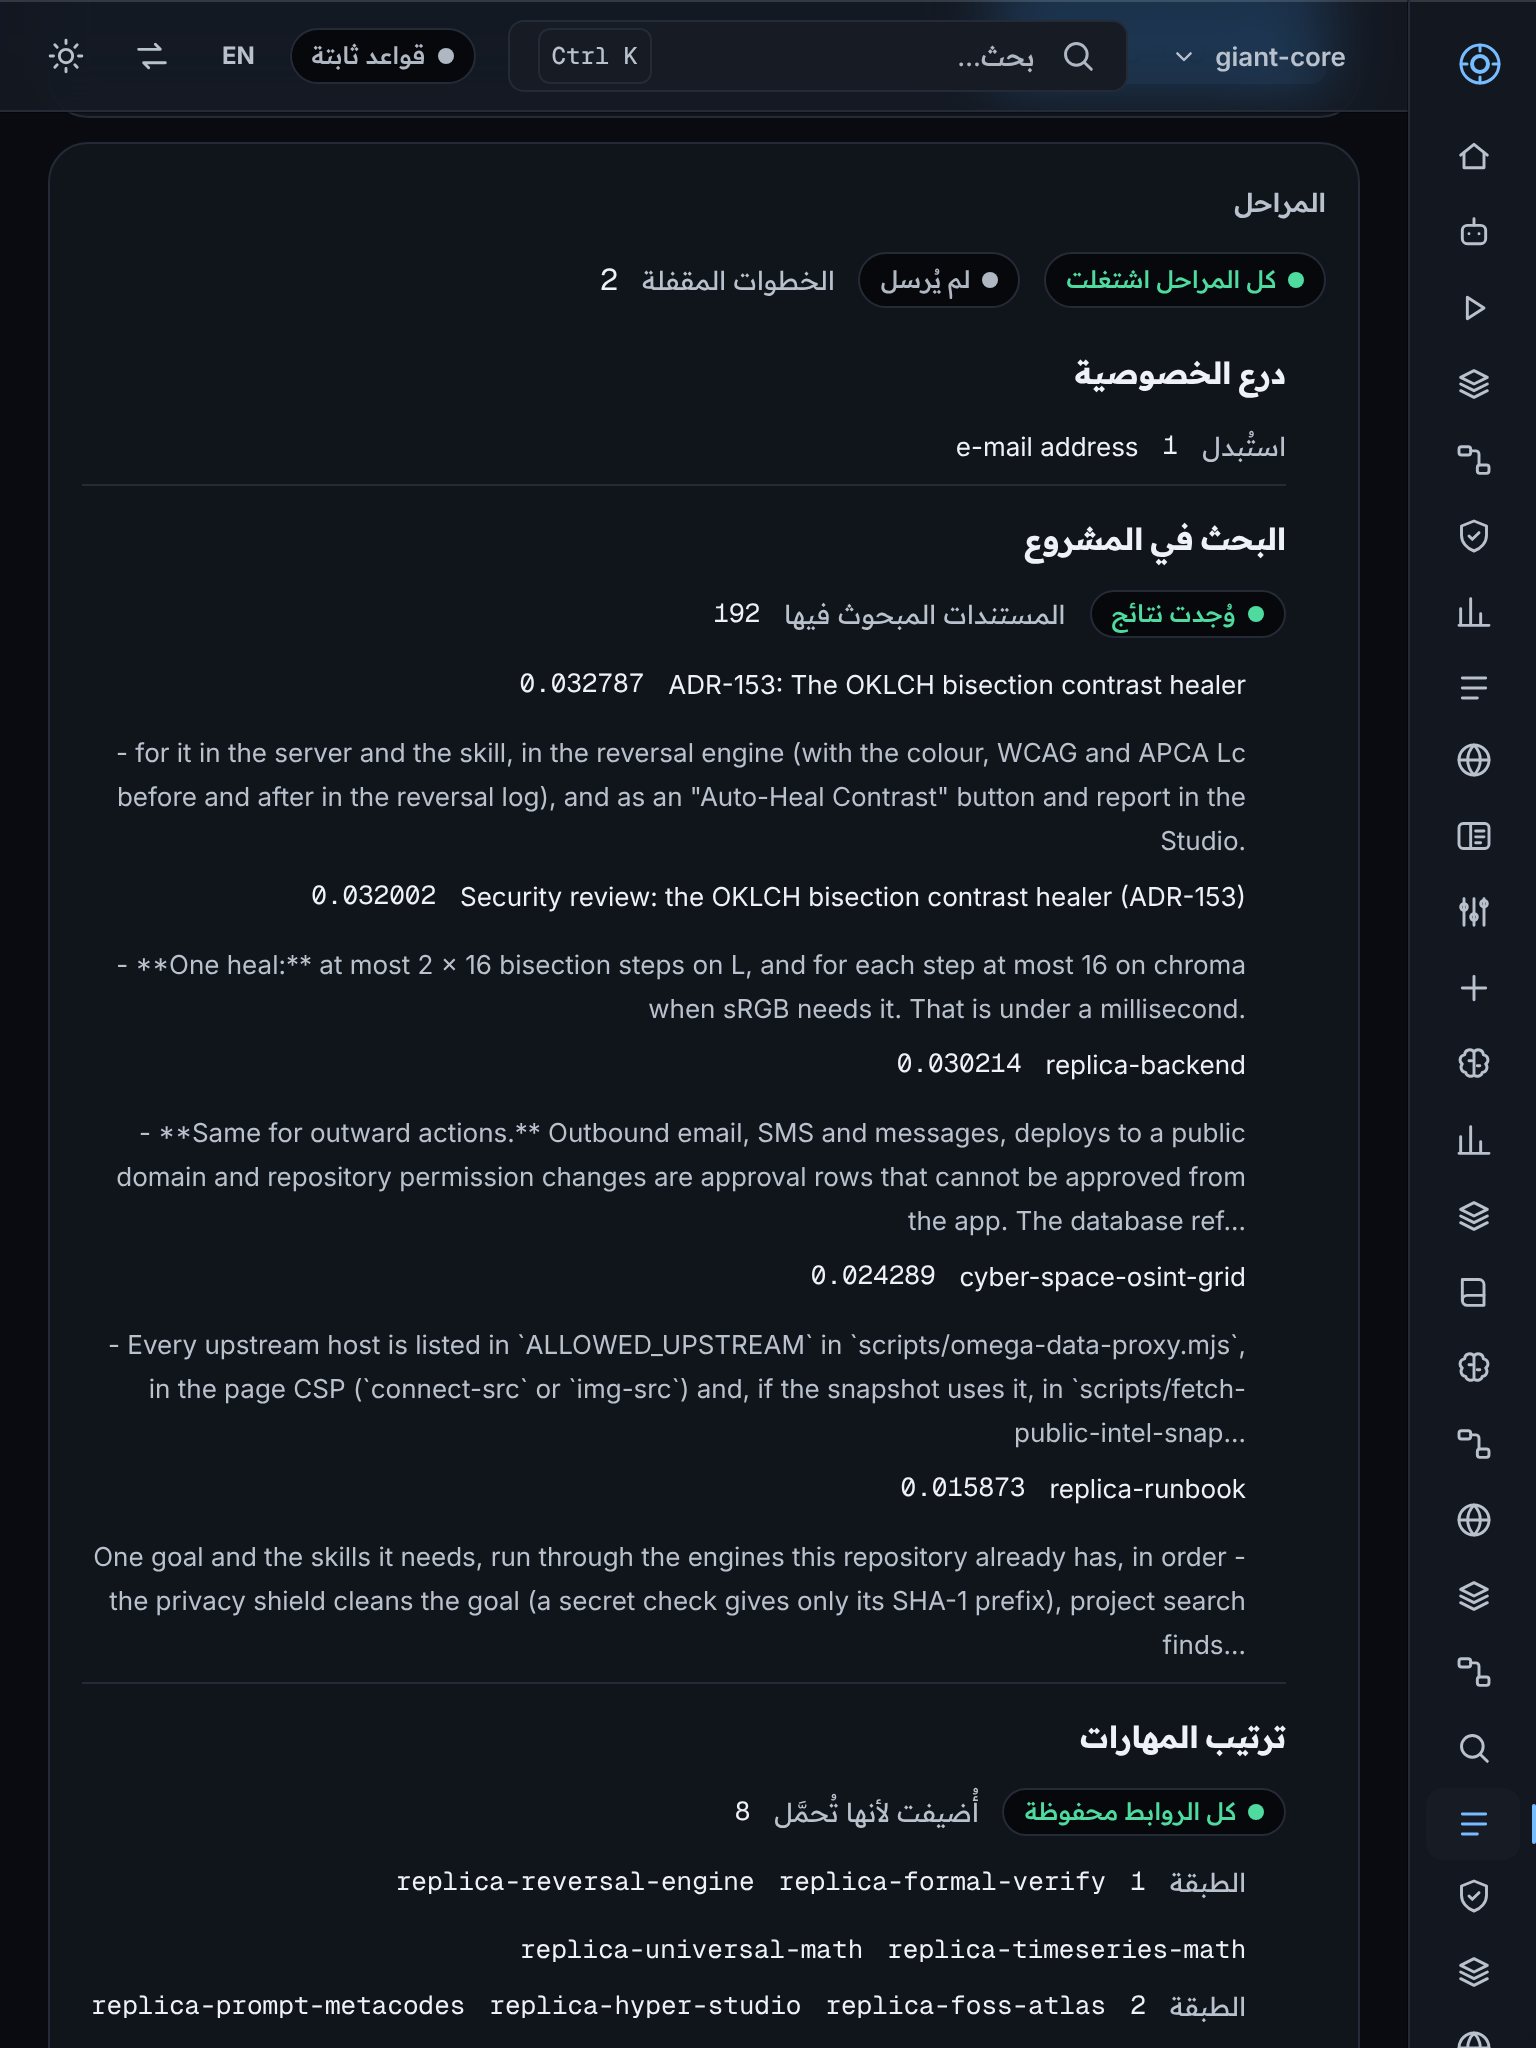 giant-core
بحث...
Ctrl K
قواعد ثابتة
EN
المراحل
كل المراحل اشتغلت
لم يُرسل
الخطوات المقفلة 2
درع الخصوصية
استُبدل 1 e-mail address
البحث في المشروع
وُجدت نتائج
المستندات المبحوث فيها 192
ADR-153: The OKLCH bisection contrast healer 0.032787
- for it in the server and the skill, in the reversal engine (with the colour, WCAG and APCA Lc
before and after in the reversal log), and as an "Auto-Heal Contrast" button and report in the
Studio.
Security review: the OKLCH bisection contrast healer (ADR-153) 0.032002
- **One heal:** at most 2 × 16 bisection steps on L, and for each step at most 16 on chroma
when sRGB needs it. That is under a millisecond.
replica-backend 0.030214
- **Same for outward actions.** Outbound email, SMS and messages, deploys to a public
domain and repository permission changes are approval rows that cannot be approved from
the app. The database ref...
cyber-space-osint-grid 0.024289
- Every upstream host is listed in `ALLOWED_UPSTREAM` in `scripts/omega-data-proxy.mjs`,
in the page CSP (`connect-src` or `img-src`) and, if the snapshot uses it, in `scripts/fetch-
public-intel-snap...
replica-runbook 0.015873
One goal and the skills it needs, run through the engines this repository already has, in order -
the privacy shield cleans the goal (a secret check gives only its SHA-1 prefix), project search
finds...
ترتيب المهارات
كل الروابط محفوظة
أُضيفت لأنها تُحمَّل 8
الطبقة 1 replica-formal-verify replica-reversal-engine
replica-timeseries-math replica-universal-math
الطبقة 2 replica-foss-atlas replica-hyper-studio replica-prompt-metacodes